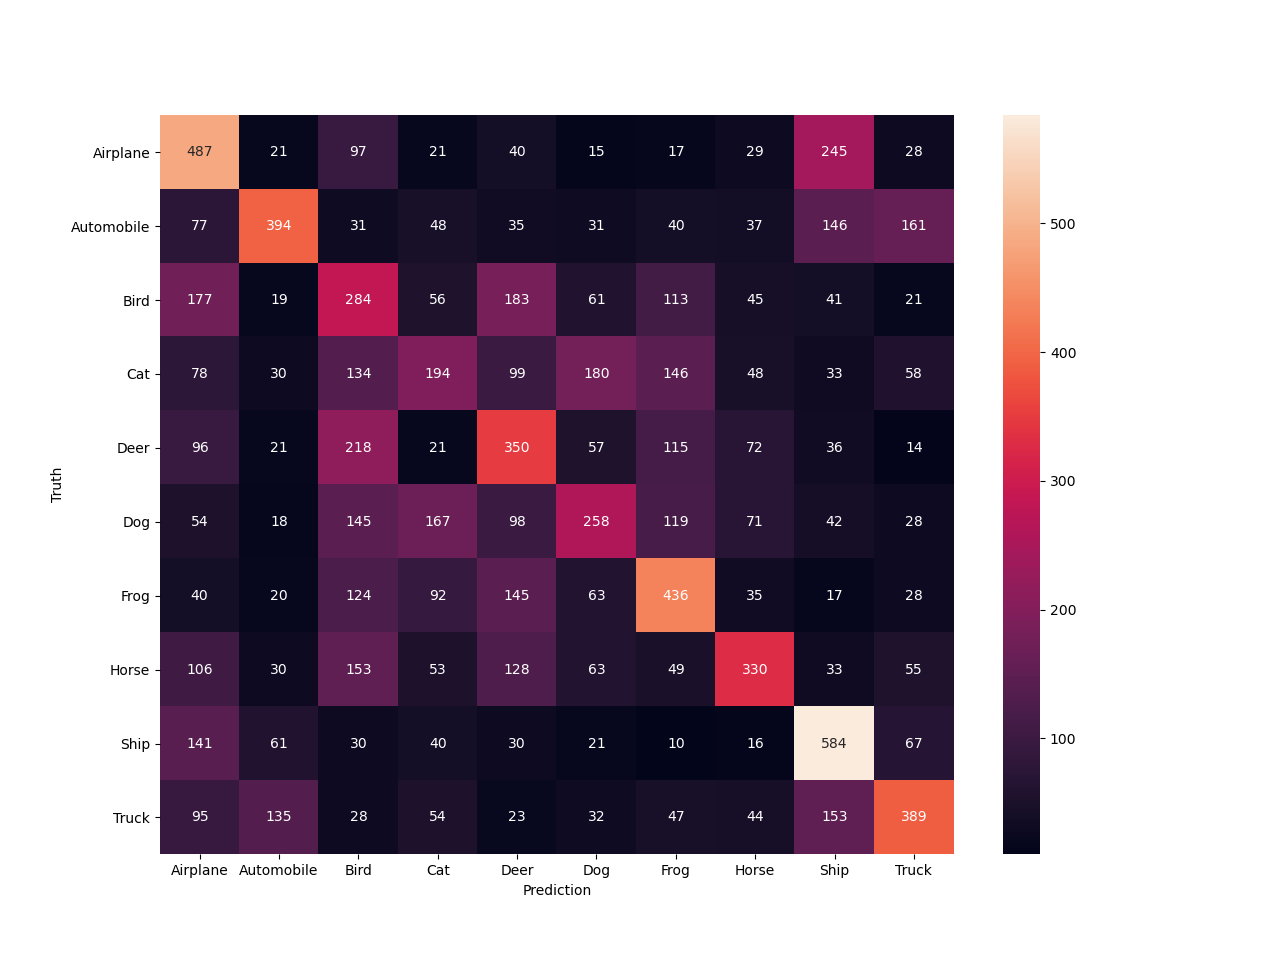 Airplane 487 21 97 21 40 15 17 29 245 28
Automobile 77 394 31 48 35 31 40 37 146 161
500
Bird 177 19 284 56 183 61 113 45 41 21
400
Cat 78 30 134 194 99 180 146 48 33 58
Deer 96 21 218 21 350 57 115 72 36 14
Truth
300
Dog 54 18 145 167 98 258 119 71 42 28
Frog 40 20 124 92 145 63 436 35 17 28
200
Horse 106 30 153 53 128 63 49 330 33 55
Ship 141 61 30 40 30 21 10 16 584 67
100
Truck 95 135 28 54 23 32 47 44 153 389
Airplane Automobile Bird Cat Deer Dog Frog Horse Ship Truck
Prediction